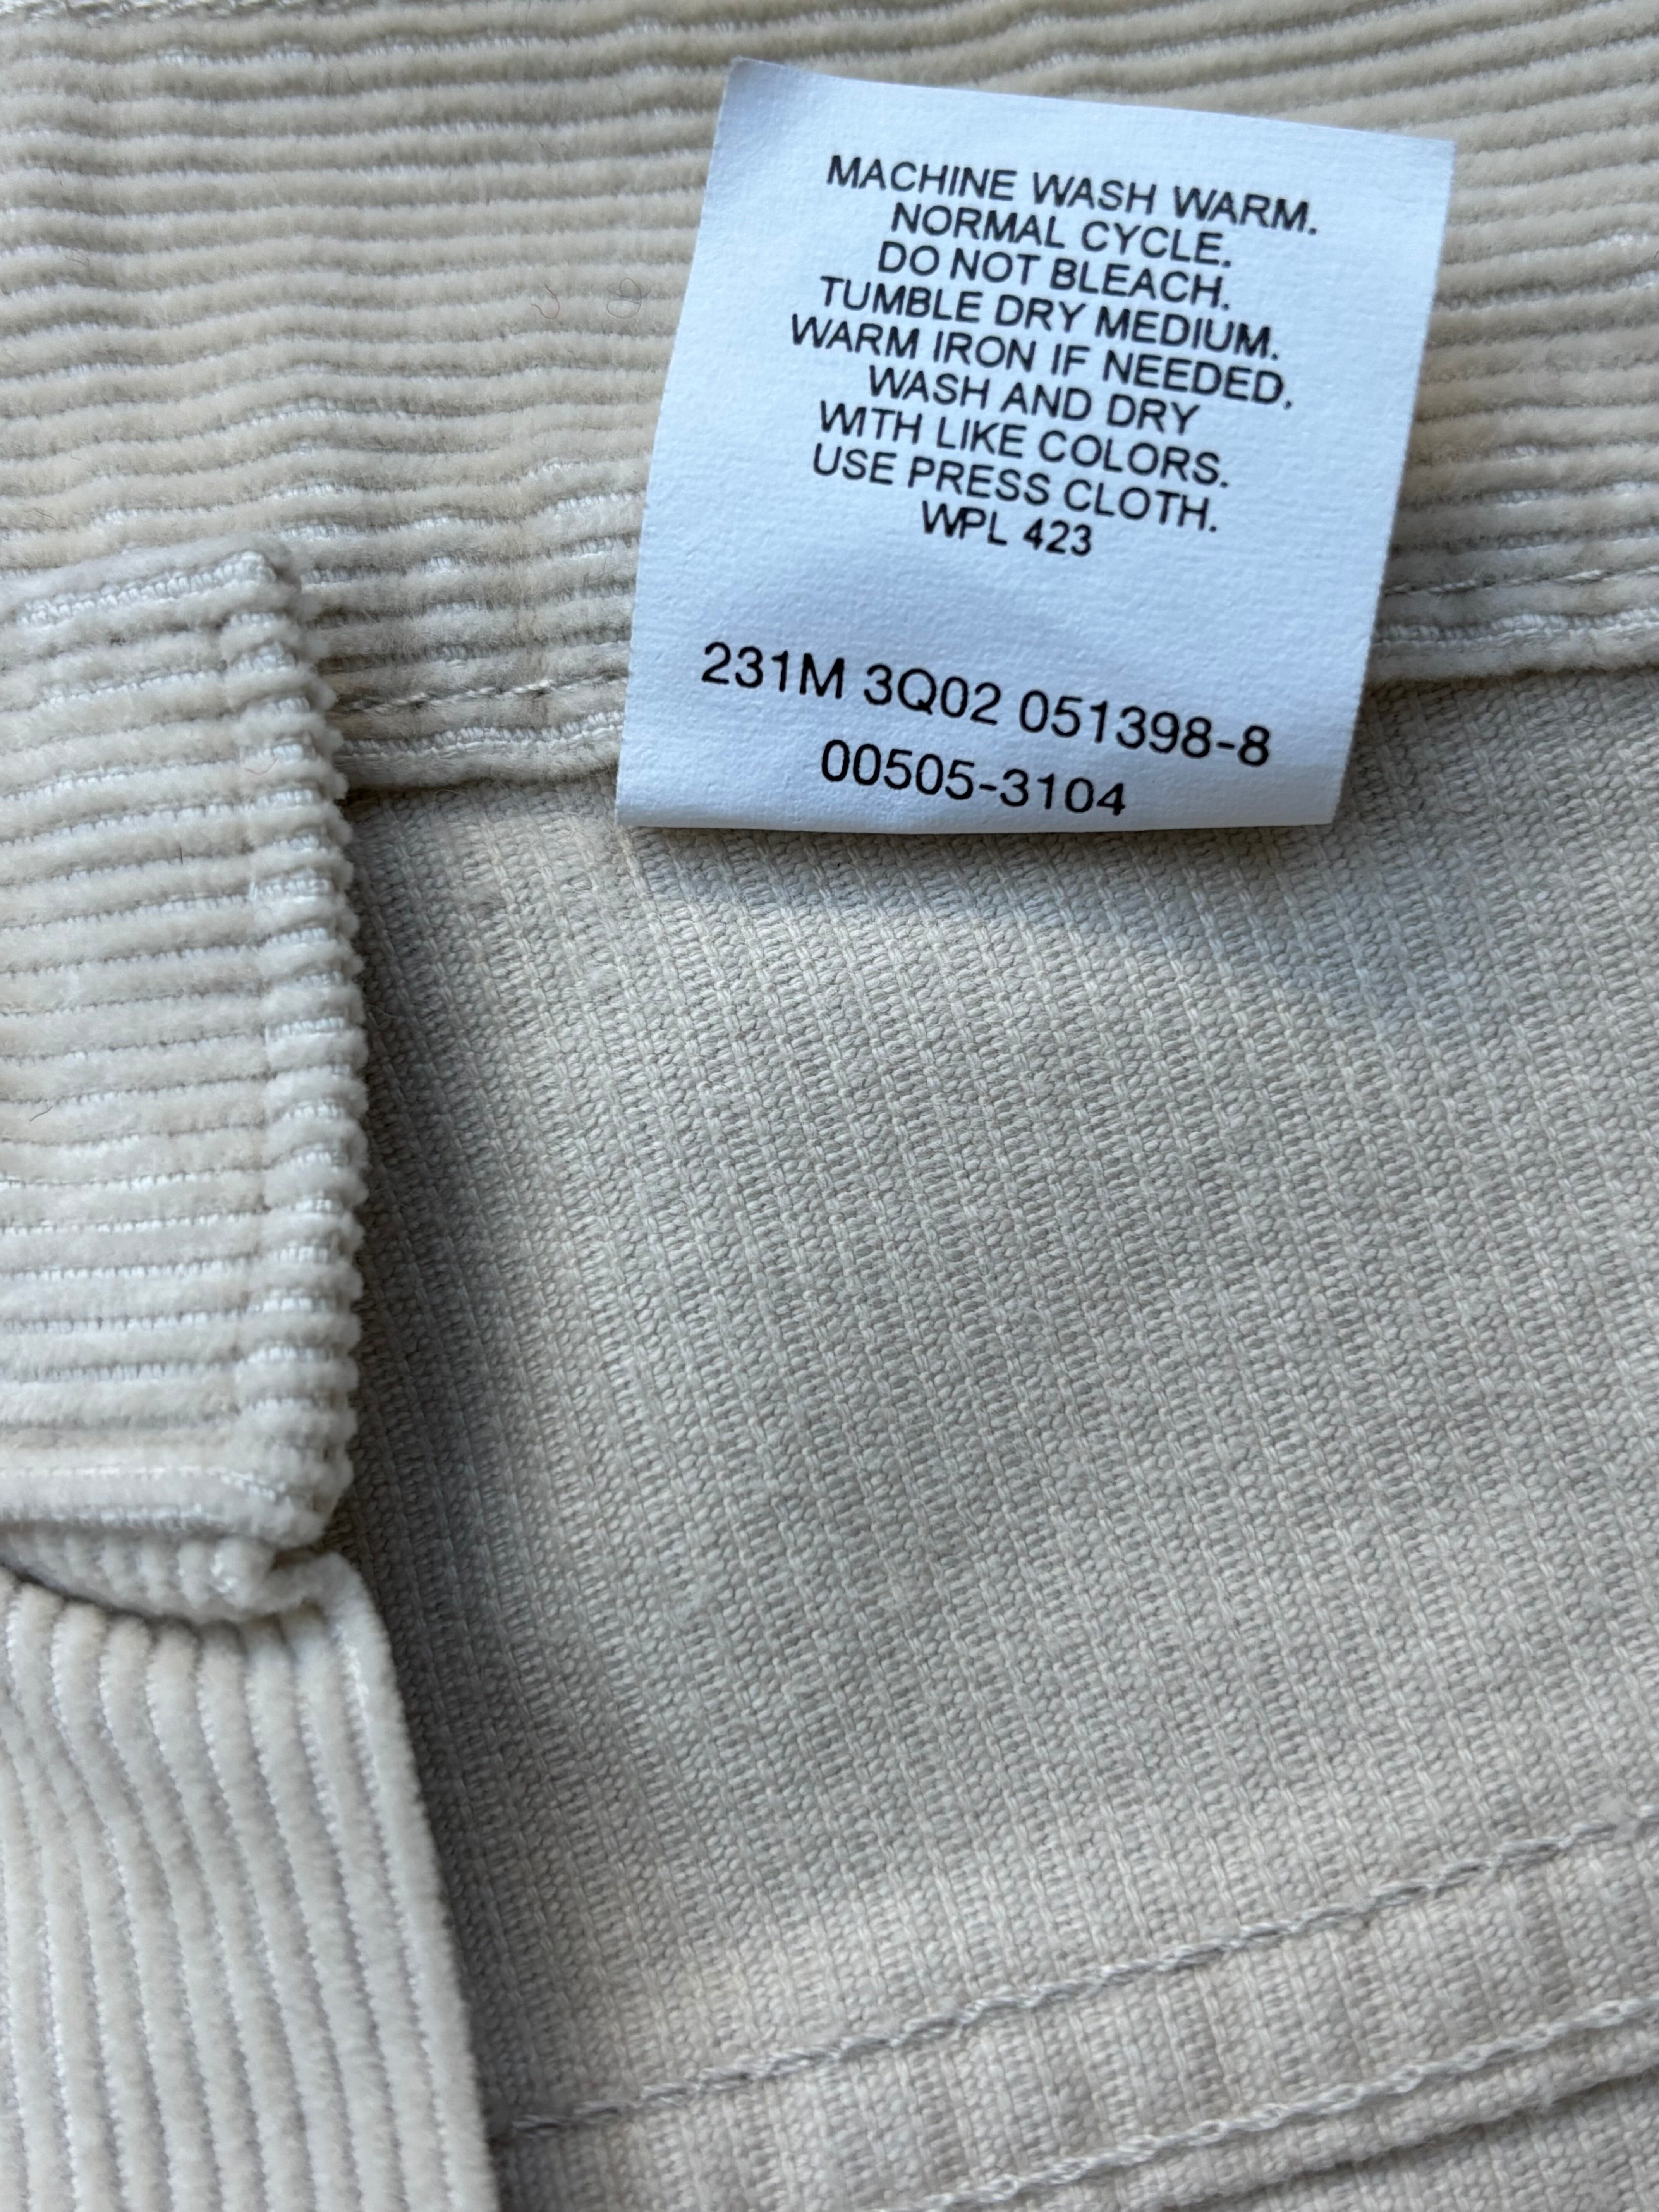 MACHINE WASH WARM.
NORMAL CYCLE.
DO NOT BLEACH.
TUMBLE DRY MEDIUM.
WARM IRON IF NEEDED.
WASH AND DRY
WITH LIKE COLORS.
USE PRESS CLOTH.
WPL 423
231M 3Q02 051398-8
00505-3104